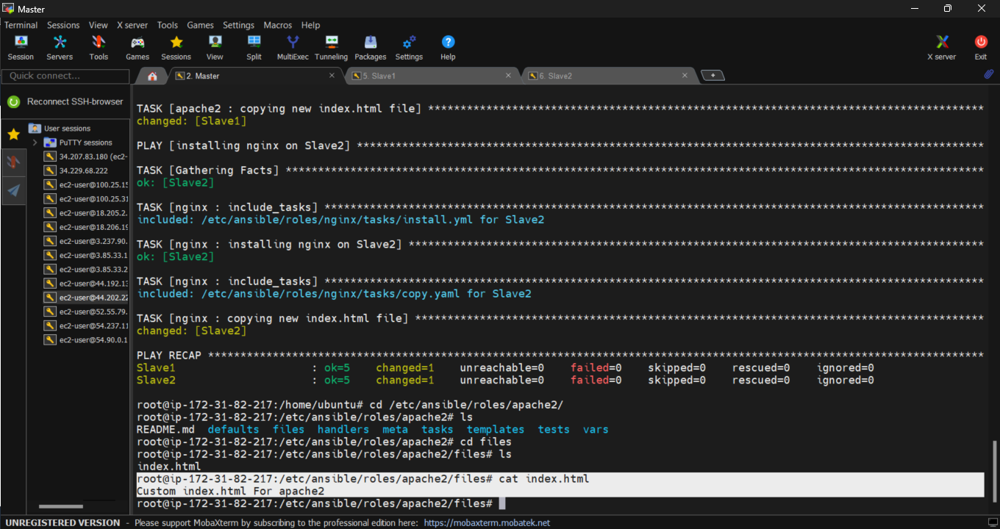 Master
Terminal Sessions View X server Tools Games Settings Macros Help
Session Servers Tools Games Sessions View Split MultiExec Tunneling Packages Settings Help X server Exit
Quick connect...
2. Master
5. Slave1
6. Slave2
Reconnect SSH-browser
User sessions
PuTTY sessions
34.207.83.180 (ec2-
34.229.68.222
ec2-user@100.25.15
ec2-user@100.25.31
ec2-user@18.205.2.
ec2-user@18.206.19
ec2-user@3.237.90.
ec2-user@3.85.33.1
ec2-user@3.85.33.2
ec2-user@44.192.13
ec2-user@44.202.22
ec2-user@52.55.79.
ec2-user@54.237.11
ec2-user@54.90.0.1
TASK [apache2 : copying new index.html file] **************************************************************************************
changed: [Slave1]
PLAY [installing nginx on Slave2] *************************************************************************************************
TASK [Gathering Facts] ************************************************************************************************************
ok: [Slave2]
TASK [nginx : include_tasks] ******************************************************************************************************
included: /etc/ansible/roles/nginx/tasks/install.yml for Slave2
TASK [nginx : installing nginx on Slave2] *****************************************************************************************
ok: [Slave2]
TASK [nginx : include_tasks] ******************************************************************************************************
included: /etc/ansible/roles/nginx/tasks/copy.yaml for Slave2
TASK [nginx : copying new index.html file] ****************************************************************************************
changed: [Slave2]
PLAY RECAP ************************************************************************************************************************
Slave1 : ok=5 changed=1 unreachable=0 failed=0 skipped=0 rescued=0 ignored=0
Slave2 : ok=5 changed=1 unreachable=0 failed=0 skipped=0 rescued=0 ignored=0
root@ip-172-31-82-217:/home/ubuntu# cd /etc/ansible/roles/apache2/
root@ip-172-31-82-217:/etc/ansible/roles/apache2# ls
README.md defaults files handlers meta tasks templates tests vars
root@ip-172-31-82-217:/etc/ansible/roles/apache2# cd files
root@ip-172-31-82-217:/etc/ansible/roles/apache2/files# ls
index.html
root@ip-172-31-82-217:/etc/ansible/roles/apache2/files# cat index.html
Custom index.html For apache2
root@ip-172-31-82-217:/etc/ansible/roles/apache2/files#
UNREGISTERED VERSION - Please support MobaXterm by subscribing to the professional edition here: https://mobaxterm.mobatek.net